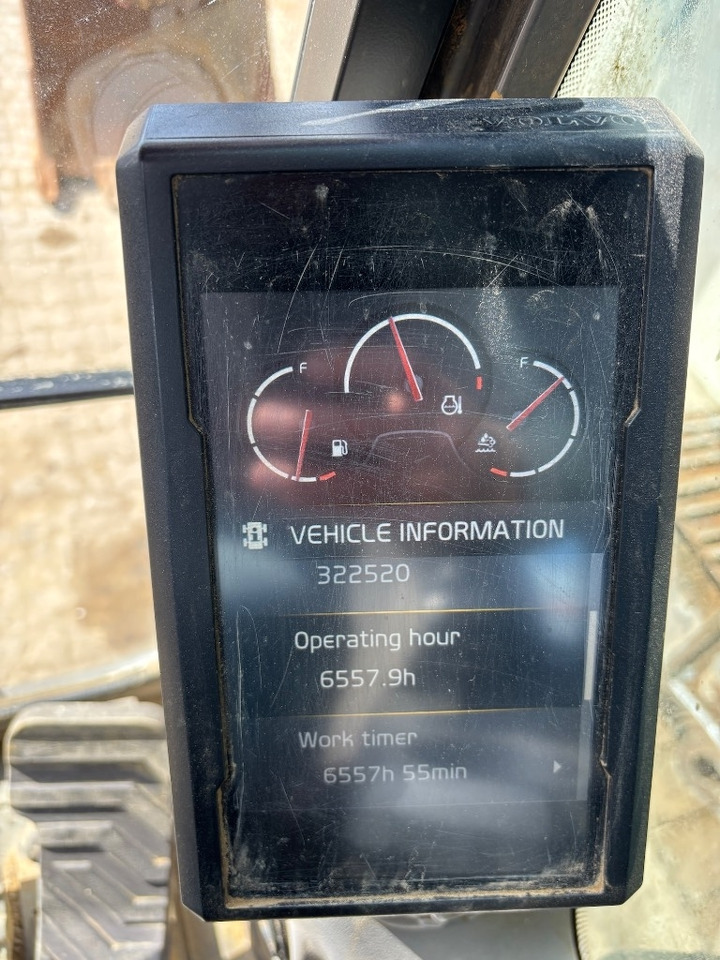 F
F
VEHICLE INFORMATION
322520
Operating hour
6557.9h
Work timer
6557h 55min